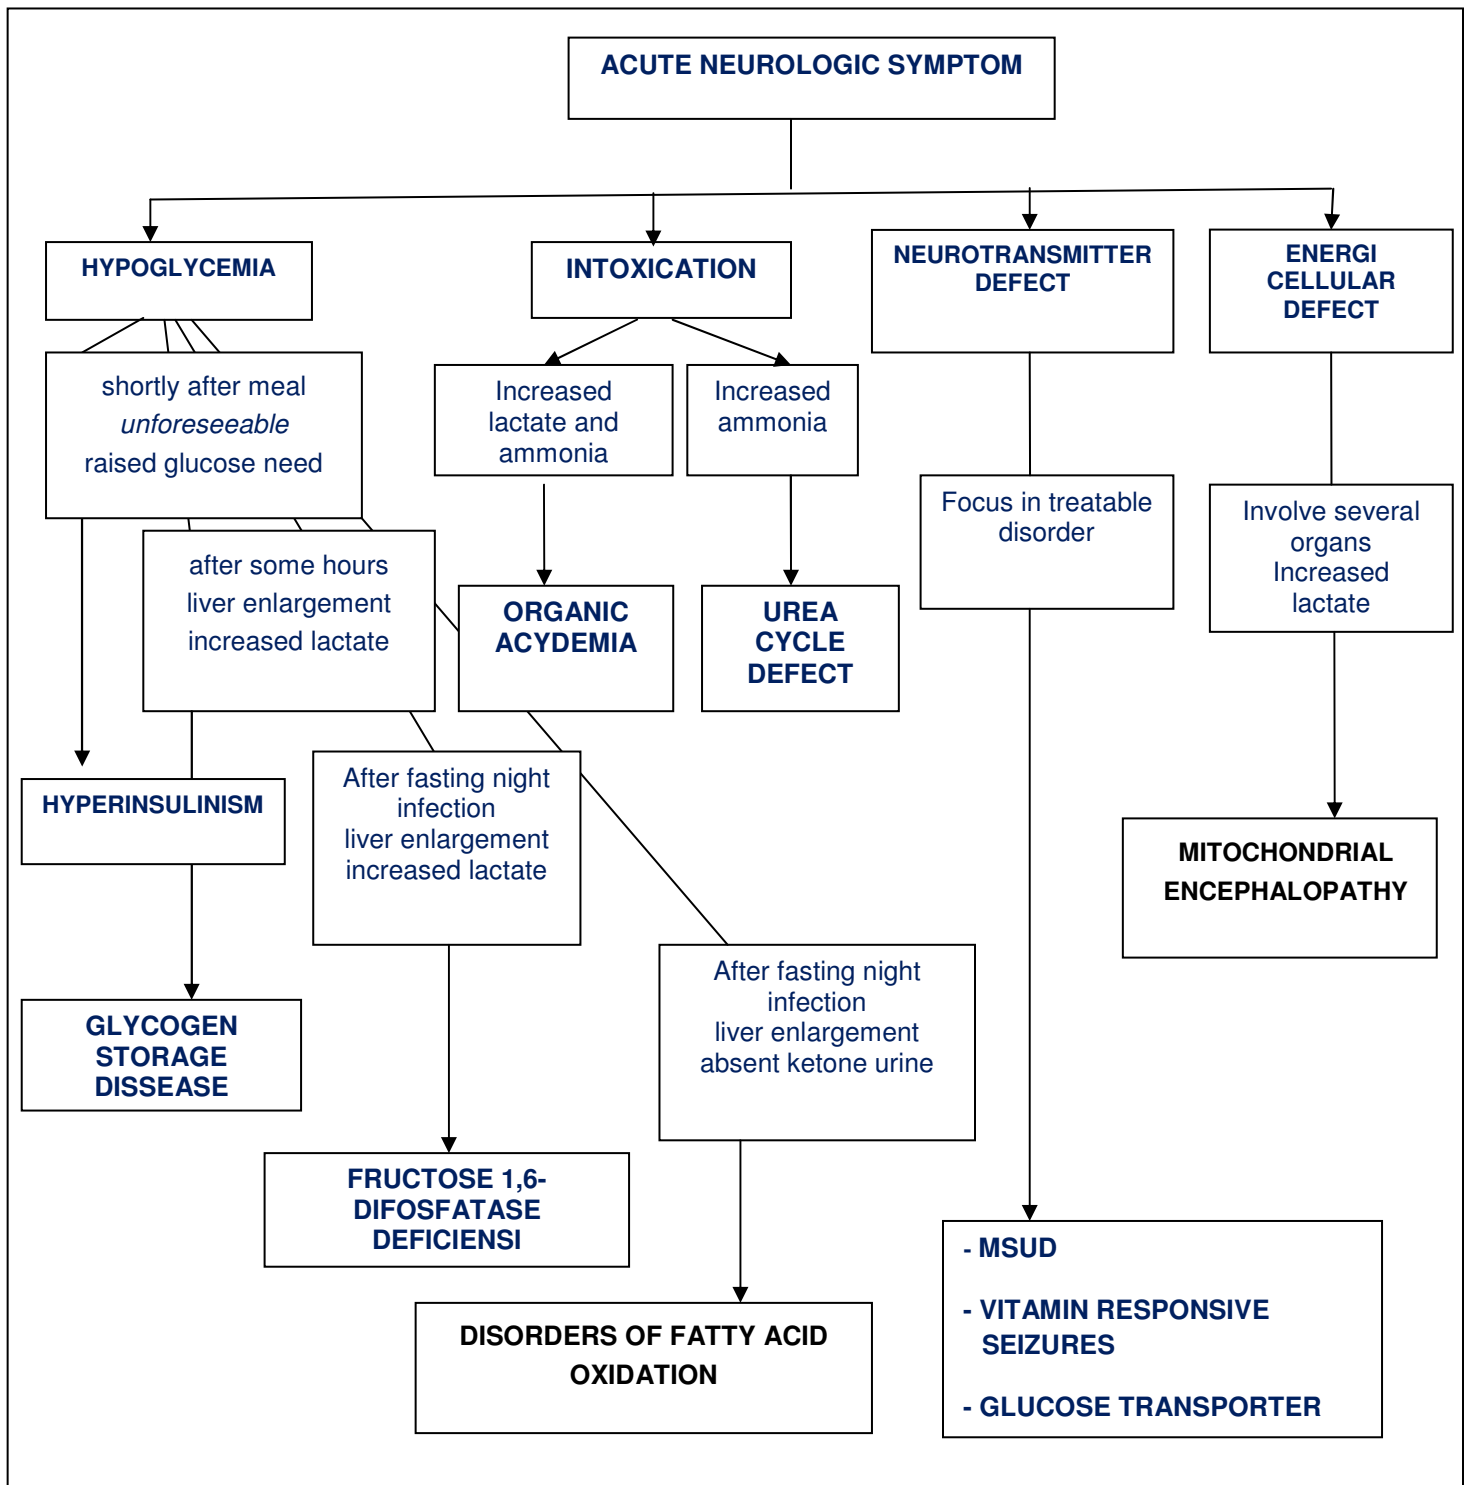 ACUTE NEUROLOGIC SYMPTOM
HYPOGLYCEMIA
INTOXICATION
NEUROTRANSMITTER
DEFECT
ENERGI
CELLULAR
DEFECT
shortly after meal
unforeseeable
raised glucose need
Increased
lactate and
ammonia
Increased
ammonia
Focus in treatable
disorder
Involve several
organs
Increased
lactate
after some hours
liver enlargement
increased lactate
ORGANIC
ACYDEMIA
UREA
CYCLE
DEFECT
HYPERINSULINISM
After fasting night
infection
liver enlargement
increased lactate
MITOCHONDRIAL
ENCEPHALOPATHY
GLYCOGEN
STORAGE
DISSEASE
After fasting night
infection
liver enlargement
absent ketone urine
FRUCTOSE 1,6-
DIFOSFATASE
DEFICIENSI
- MSUD
- VITAMIN RESPONSIVE
SEIZURES
- GLUCOSE TRANSPORTER
DISORDERS OF FATTY ACID
OXIDATION